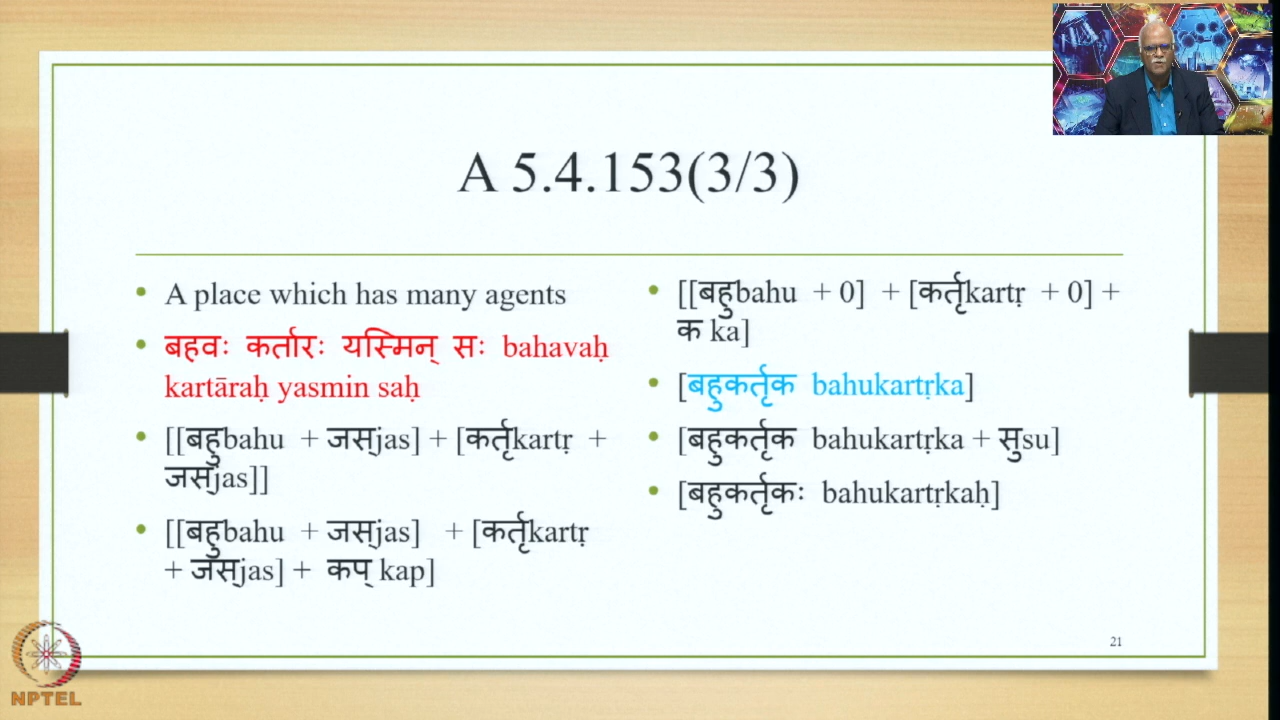 A 5.4.153(3/3)
A place which has many agents
बहवः कर्तारः यस्मिन् सः bahavaḥ
kartāraḥ yasmin saḥ
[[बहुbahu + जस्jas] + [कर्तृkartṛ +
जस्jas]]
[[बहुbahu + जस्jas] + [कर्तृkartṛ
+ जस्jas] + कप् kap]
[[बहुbahu + 0] + [कर्तृkartṛ + 0] +
क ka]
[बहुकर्तृक bahukartṛka]
[बहुकर्तृक bahukartṛka + सुsu]
[बहुकर्तृकः bahukartṛkaḥ]
21
NPTEL